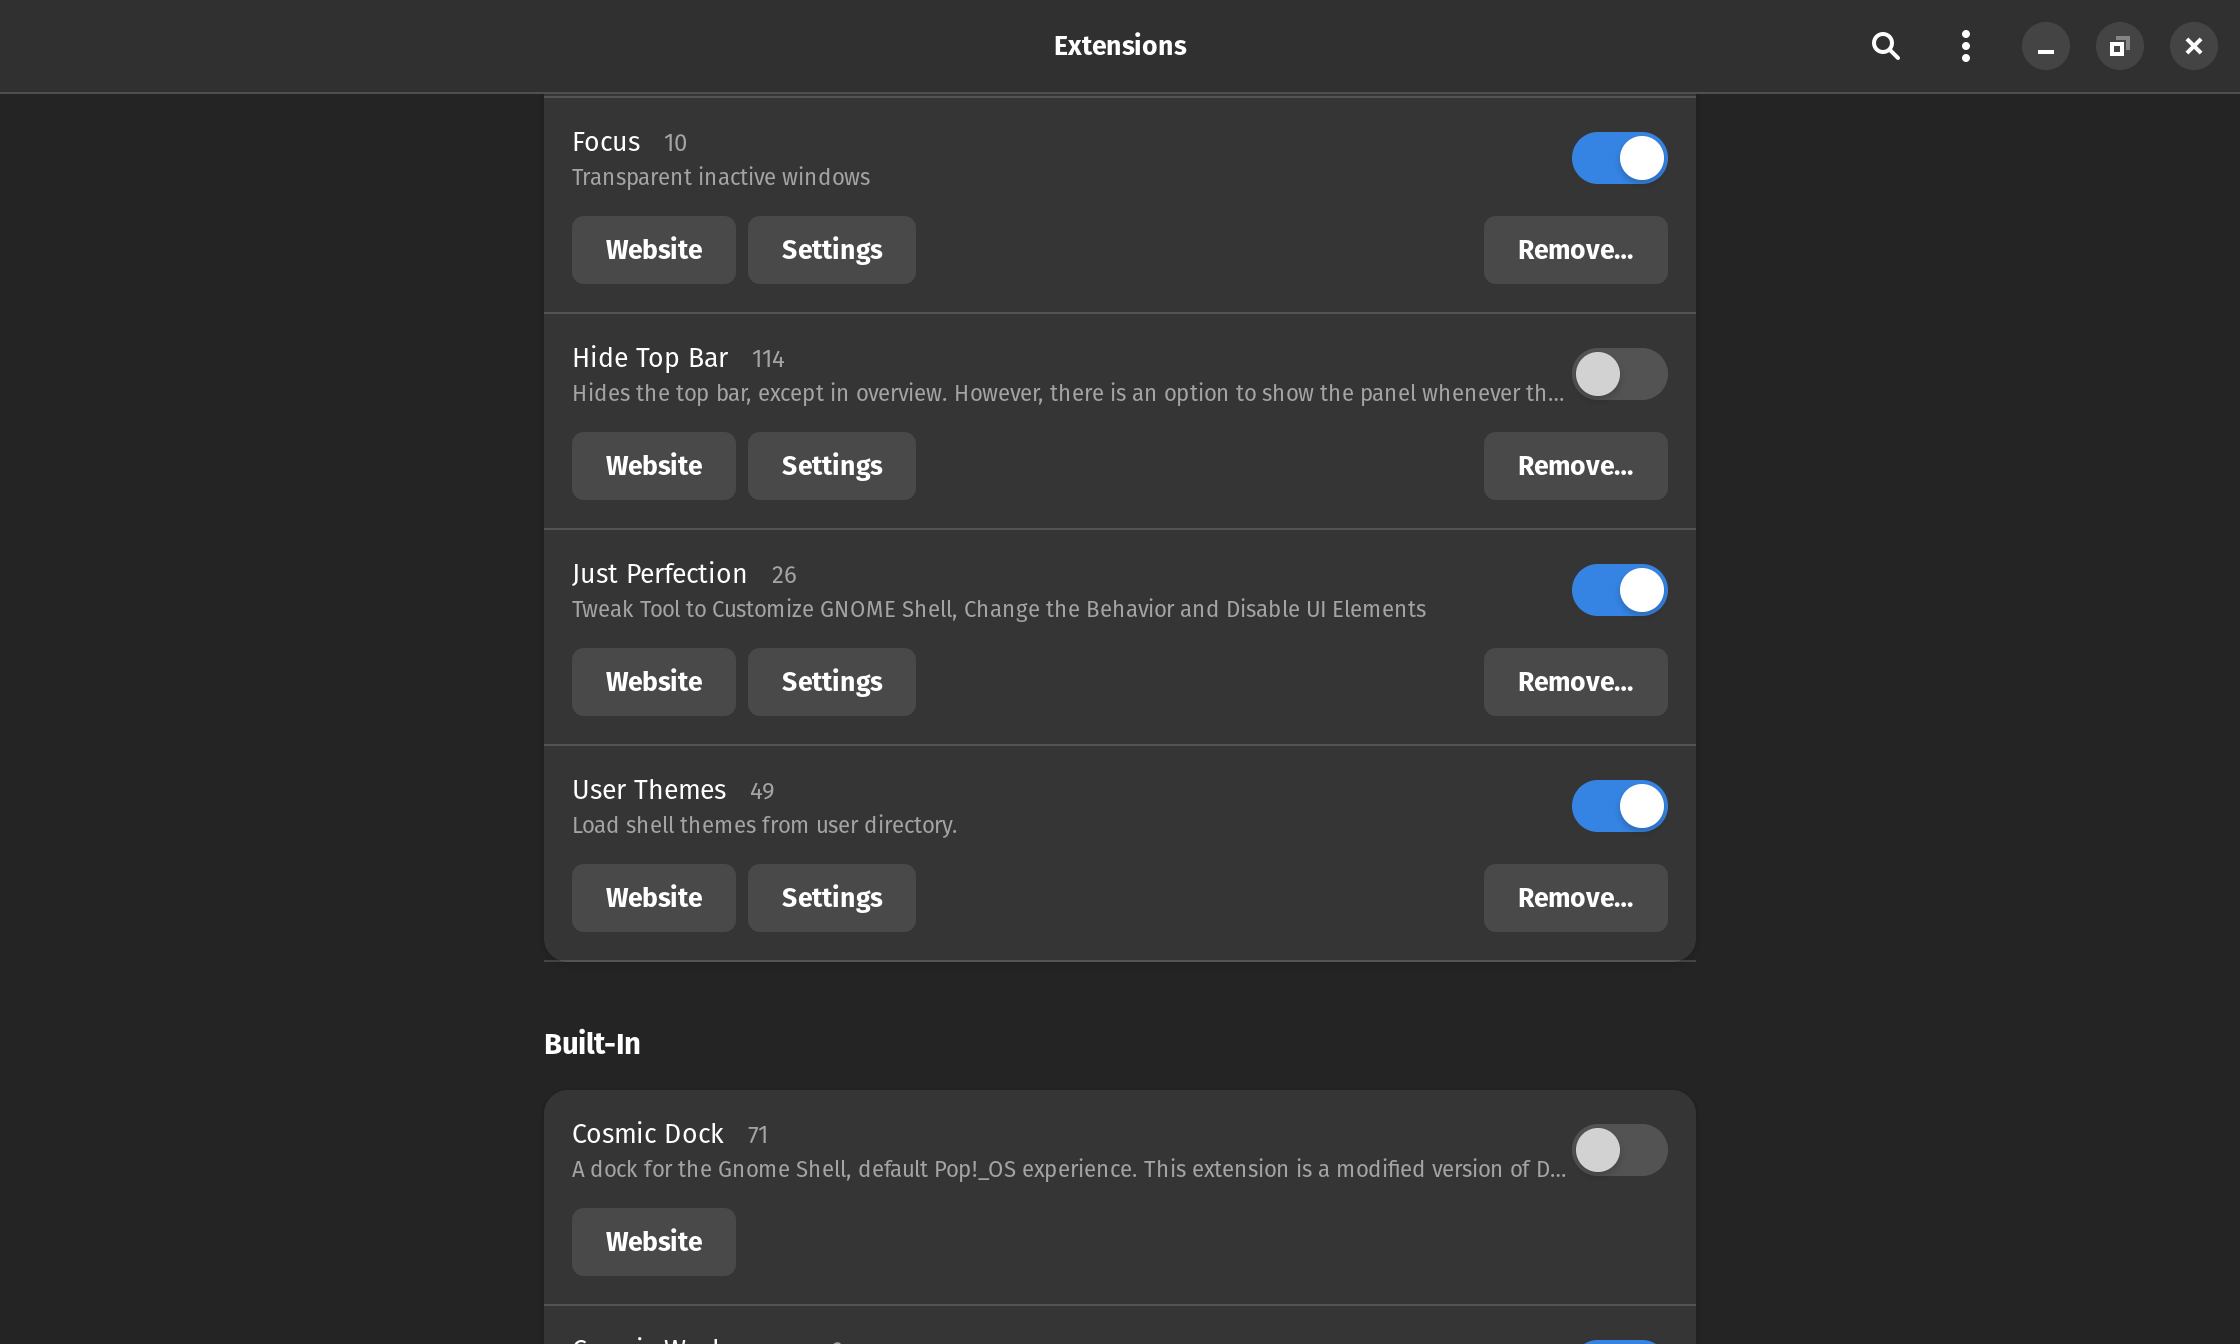 Extensions
Focus 10
Transparent inactive windows
Website Settings Remove...
Hide Top Bar 114
Hides the top bar, except in overview. However, there is an option to show the panel whenever th...
Website Settings Remove...
Just Perfection 26
Tweak Tool to Customize GNOME Shell, Change the Behavior and Disable UI Elements
Website Settings Remove...
User Themes 49
Load shell themes from user directory.
Website Settings Remove...
Built-In
Cosmic Dock 71
A dock for the Gnome Shell, default Pop!_OS experience. This extension is a modified version of D...
Website